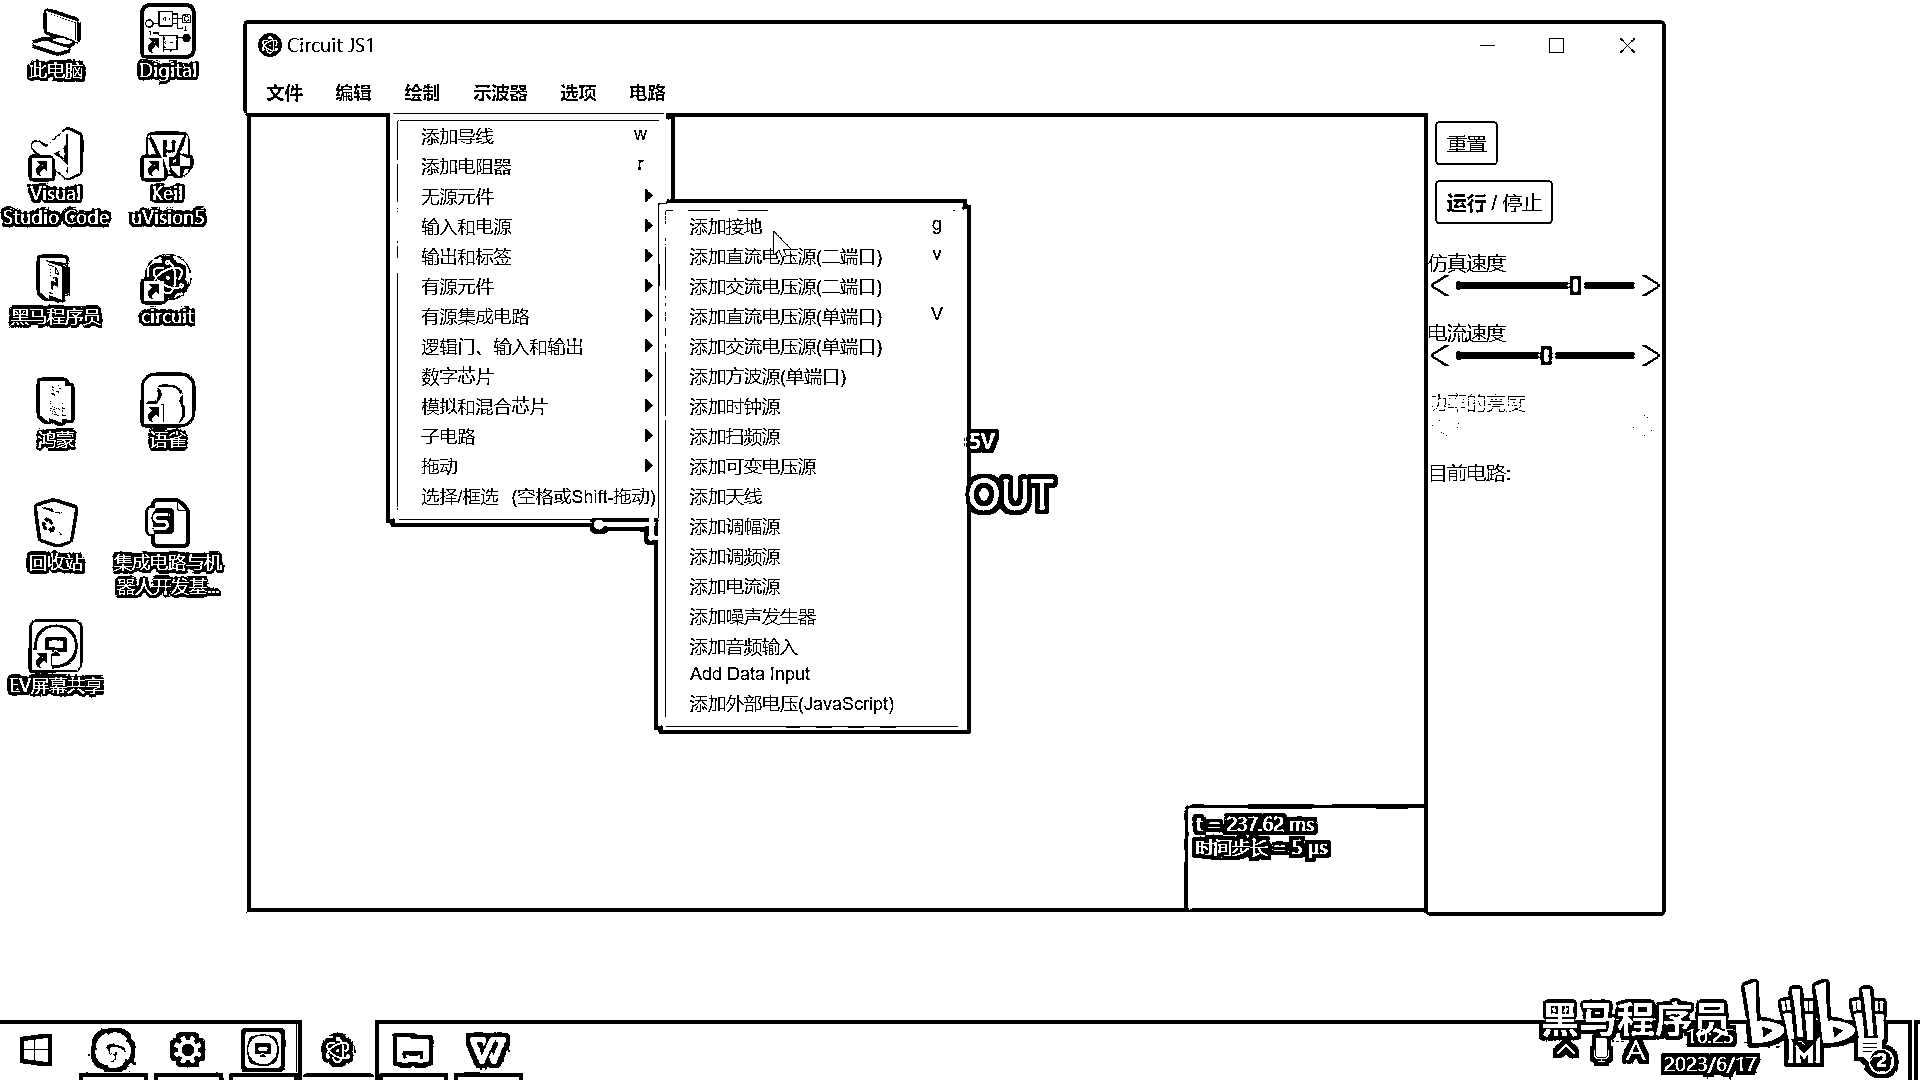 Circuit JS1
文件 编辑 绘制 示波器 选项 电路
添加导线 w
添加电阻器 r
无源元件
输入和电源
输出和标签
有源元件
有源集成电路
逻辑门、输入和输出
数字芯片
模拟和混合芯片
子电路
拖动
选择/框选 (空格或Shift-拖动)
添加接地 g
添加直流电压源(二端口) v
添加交流电压源(二端口)
添加直流电压源(单端口) V
添加交流电压源(单端口)
添加方波源(单端口)
添加时钟源
添加扫频源
添加可变电压源
添加天线
添加调幅源
添加调频源
添加电流源
添加噪声发生器
添加音频输入
Add Data Input
添加外部电压(JavaScript)
5V
OUT
t = 237.62 ms
时间步长 = 5 µs
重置
运行 / 停止
仿真速度
电流速度
功率的亮度
目前电路:
此电脑
Digital
Visual
Studio Code
Keil
uVision5
黑马程序员
circuit
鸿蒙
语雀
回收站
集成电路与机
器人开发基...
EV屏幕共享
黑马程序员
bilibili
16:25
2023/6/17